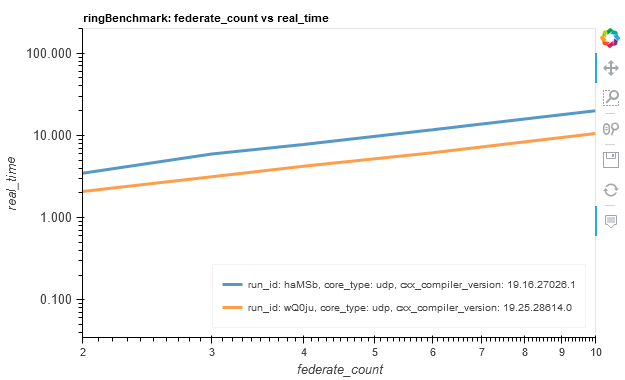 ringBenchmark: federate_count vs real_time
100.000
10.000
1.000
0.100
real_time
run_id: haMSb, core_type: udp, cxx_compiler_version: 19.16.27026.1
run_id: wQ0ju, core_type: udp, cxx_compiler_version: 19.25.28614.0
2 3 4 5 6 7 8 9 10
federate_count